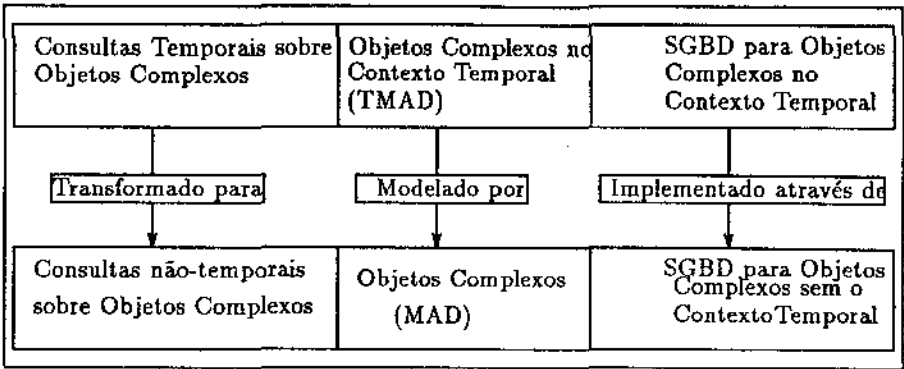 Consultas Temporais sobre
Objetos Complexos
Objetos Complexos no
Contexto Temporal
(TMAD)
SGBD para Objetos
Complexos no
Contexto Temporal
Transformado para
Modelado por
Implementado através de
Consultas não-temporais
sobre Objetos Complexos
Objetos Complexos
(MAD)
SGBD para Objetos
Complexos sem o
ContextoTemporal